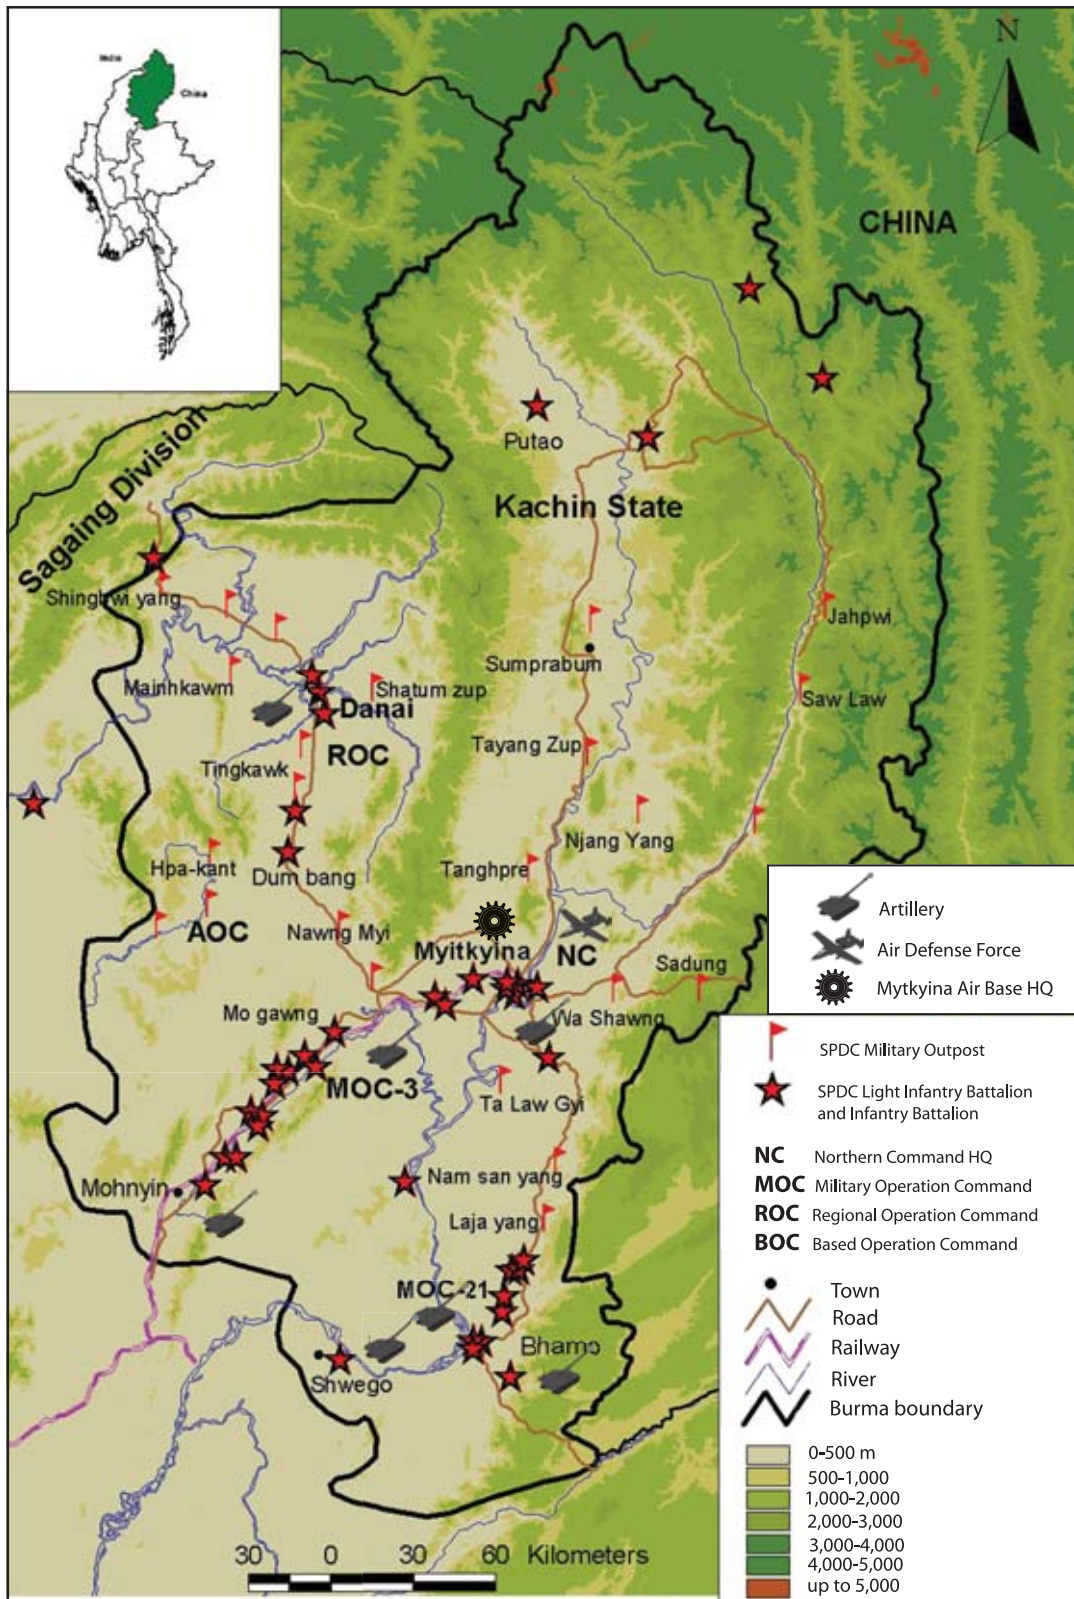 India
China
N
CHINA
Sagaing Division
Putao
Kachin State
Shingbwi yang
Jahpwi
Sumprabum
Mainhkawm
Shatum zup
Saw Law
Danai
ROC
Tayang Zup
Tingkawk
Njang Yang
Hpa-kant
Dum bang
Tanghpre
AOC
Nawng Myi
Myitkyina
NC
Sadung
Mo gawng
Wa Shawng
MOC-3
Ta Law Gyi
Nam san yang
Mohnyin
Laja yang
MOC-21
Bhamo
Shwego
30 0 30 60 Kilometers
Artillery
Air Defense Force
Mytkyina Air Base HQ
SPDC Military Outpost
SPDC Light Infantry Battalion
and Infantry Battalion
NC Northern Command HQ
MOC Military Operation Command
ROC Regional Operation Command
BOC Based Operation Command
Town
Road
Railway
River
Burma boundary
0-500 m
500-1,000
1,000-2,000
2,000-3,000
3,000-4,000
4,000-5,000
up to 5,000